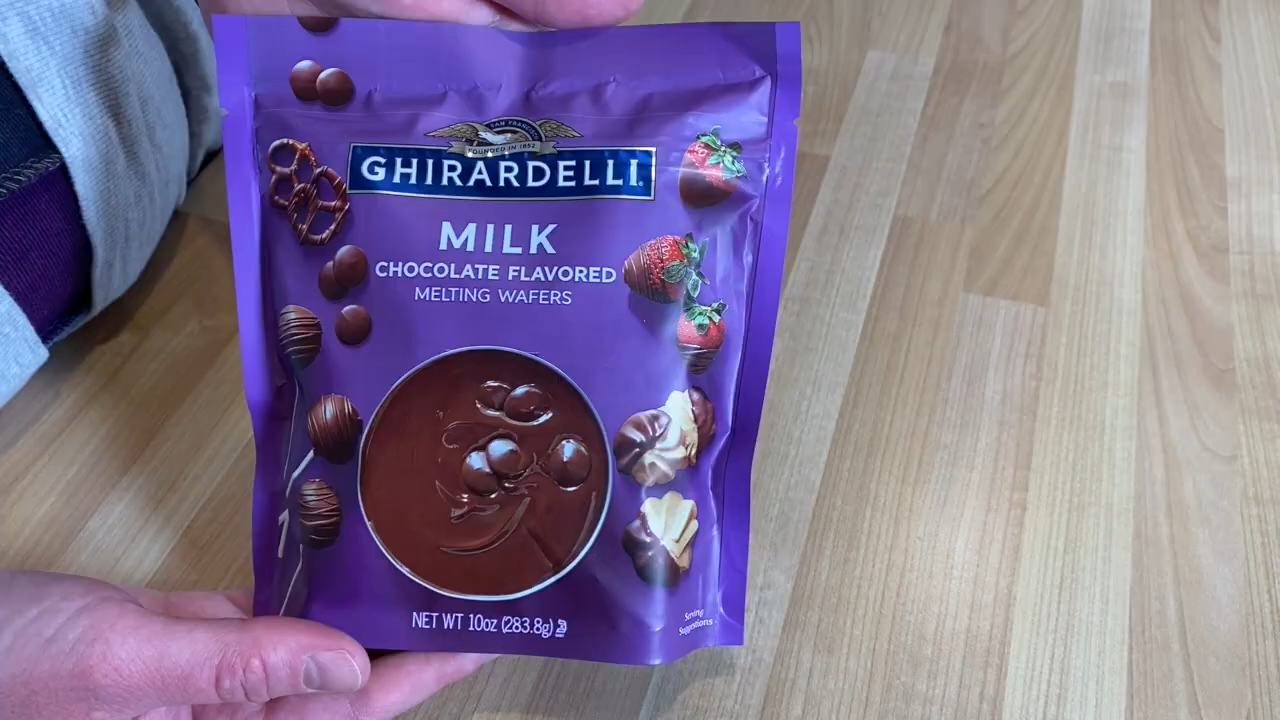 SAN FRANCISCO
FOUNDED IN 1852
GHIRARDELLI
MILK
CHOCOLATE FLAVORED
MELTING WAFERS
NET WT 10oz (283.8g)
Serving
Suggestions